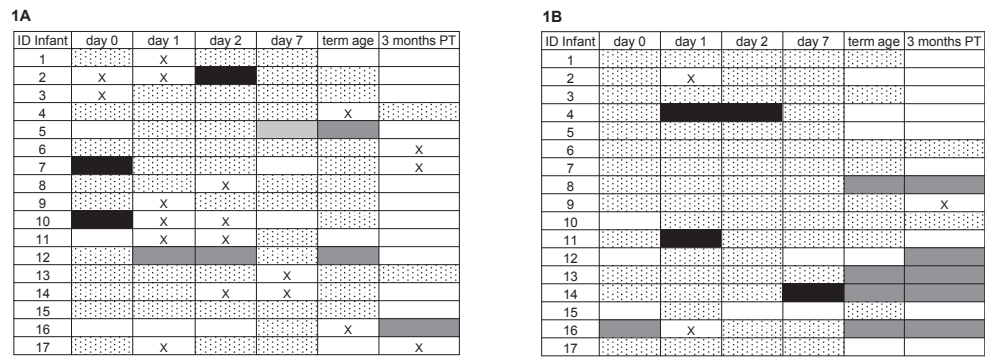 1A
ID Infant day 0 day 1 day 2 day 7 term age 3 months PT
1 X
2 X X
3 X
4 X
5
6 X
7 X
8 X
9 X
10 X X
11 X X
12
13 X
14 X X
15
16 X
17 X X
1B
ID Infant day 0 day 1 day 2 day 7 term age 3 months PT
1
2 X
3
4
5
6
7
8
9 X
10
11
12
13
14
15
16 X
17